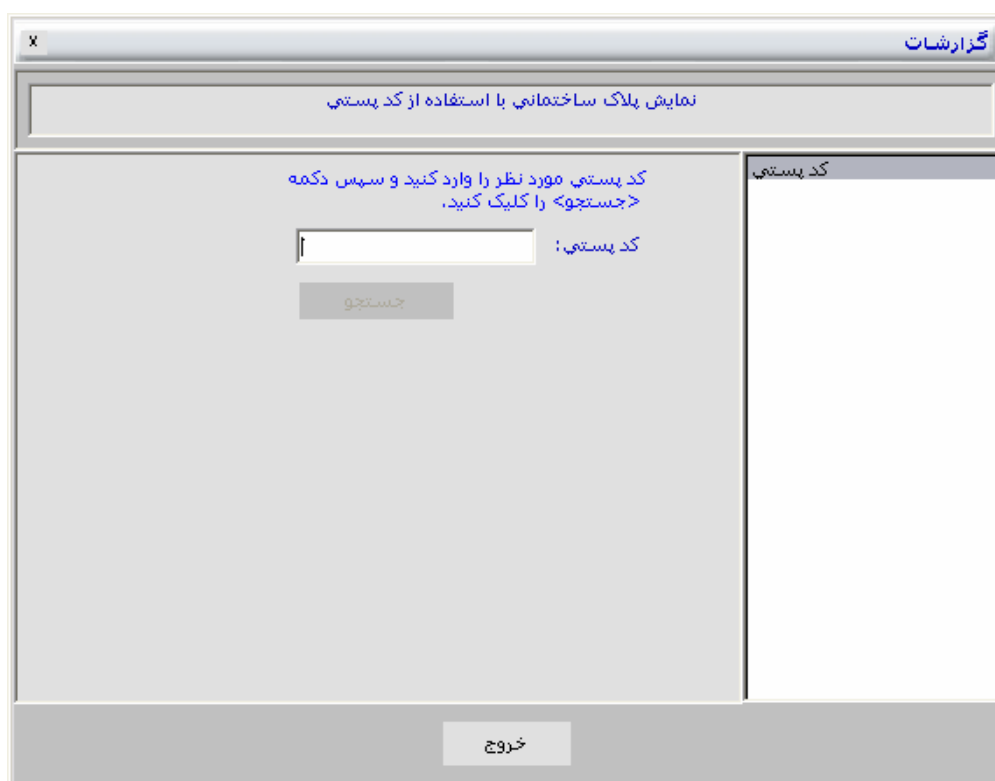 گزارشات
x
نمايش پلاک ساختماني با استفاده از کد پستي
کد پستي
کد پستي مورد نظر را وارد کنيد و سپس دکمه
<جستجو> را کليک کنيد.
کد پستي:
جستجو
خروج